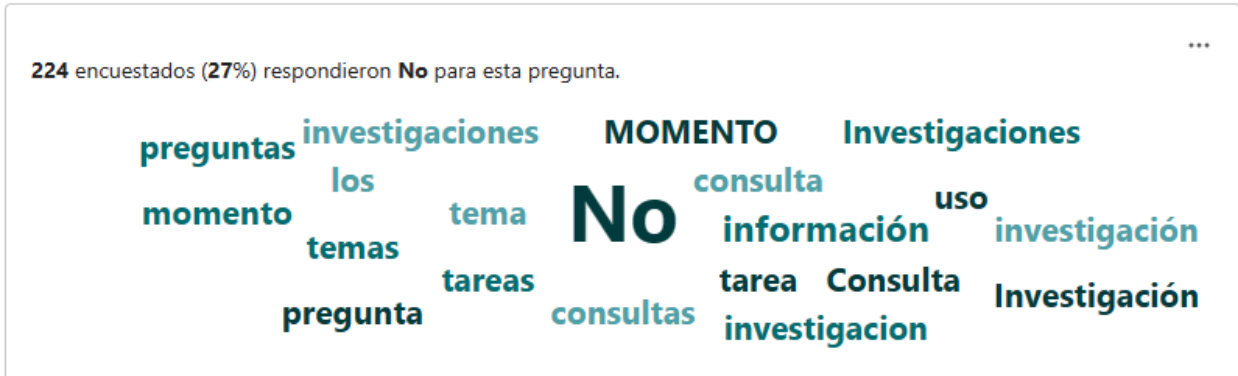 ...
224 encuestados (27%) respondieron No para esta pregunta.
preguntas investigaciones MOMENTO Investigaciones
los consulta
momento tema No uso
temas información investigación
tareas tarea Consulta Investigación
pregunta consultas investigacion